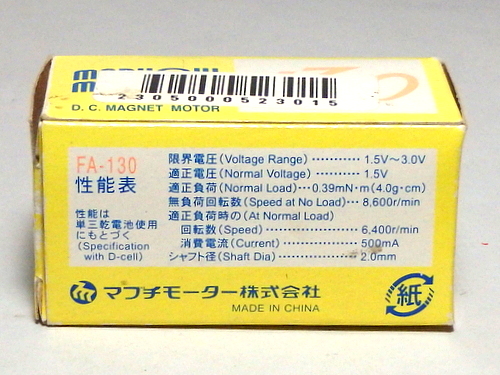 2305000523015
D.C. MAGNET MOTOR
FA-130
性能表
性能は
単三乾電池使用
にもとづく
(Specification
with D-cell)
限界電圧(Voltage Range) ··········· 1.5V～3.0V
適正電圧(Normal Voltage) ··········· 1.5V
適正負荷(Normal Load)····0.39mN·m(4.0g·cm)
無負荷回転数(Speed at No Load)···8,600r/min
適正負荷時の(At Normal Load)
回転数(Speed)···················6,400r/min
消費電流(Current)·················500mA
シャフト径(Shaft Dia)················2.0mm
マブチモーター株式会社
MADE IN CHINA
紙